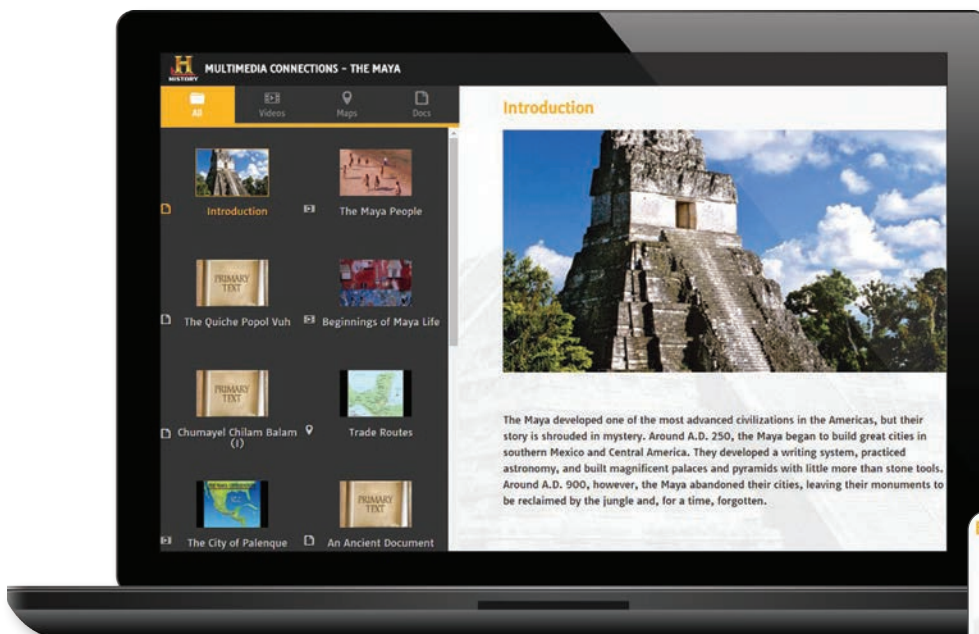 H
HISTORY
MULTIMEDIA CONNECTIONS – THE MAYA
All
Videos
Maps
Docs
Introduction
The Maya People
PRIMARY
TEXT
The Quiche Popol Vuh
Beginnings of Maya Life
PRIMARY
TEXT
Chumayel Chilam Balam
(I)
Trade Routes
The City of Palenque
PRIMARY
TEXT
An Ancient Document
Introduction
The Maya developed one of the most advanced civilizations in the Americas, but their
story is shrouded in mystery. Around A.D. 250, the Maya began to build great cities in
southern Mexico and Central America. They developed a writing system, practiced
astronomy, and built magnificent palaces and pyramids with little more than stone tools.
Around A.D. 900, however, the Maya abandoned their cities, leaving their monuments to
be reclaimed by the jungle and, for a time, forgotten.